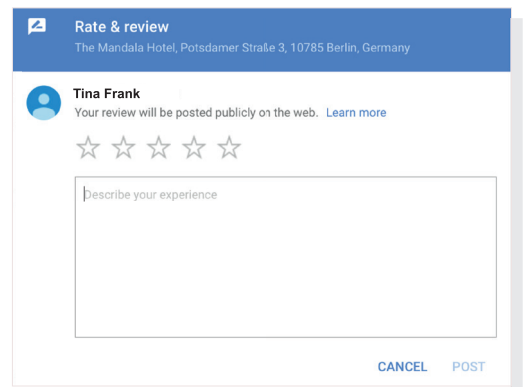 Rate & review
The Mandala Hotel, Potsdamer Straße 3, 10785 Berlin, Germany
Tina Frank
Your review will be posted publicly on the web. Learn more
Describe your experience
CANCEL POST